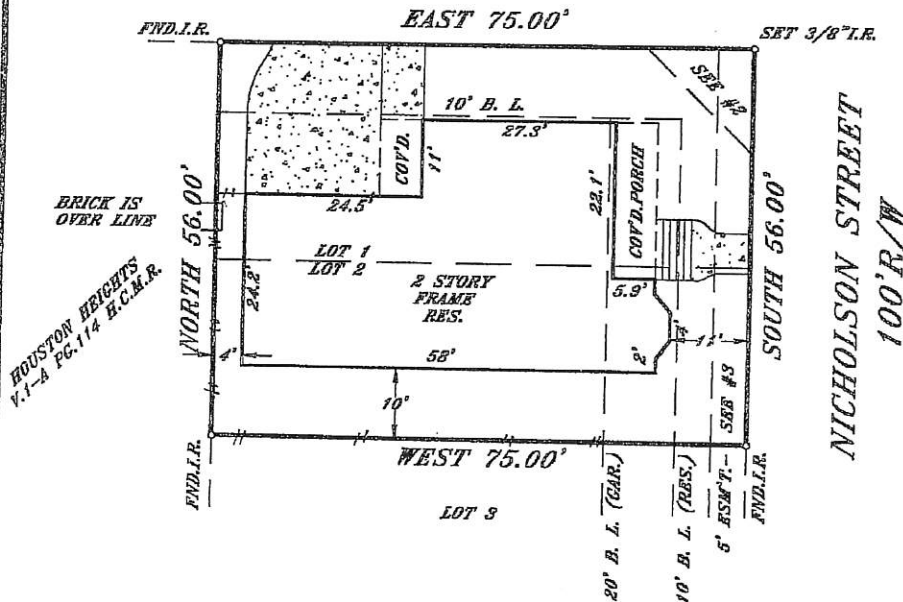 EAST 75.00'
FND.I.R.
SET 3/8" I.R.
SEE #2
10' B. L.
27.3'
COV'D.
11'
22.1'
COV'D.PORCH
24.5'
BRICK IS
OVER LINE
NORTH 56.00'
SOUTH 56.00'
NICHOLSON STREET
100'R/W
LOT 1
LOT 2
24.2'
2 STORY
FRAME
RES.
5.9'
4'
2'
HOUSTON HEIGHTS
V.1-A PG.114 H.C.M.R.
4'
58'
10'
SEE #3
WEST 75.00'
FND.I.R.
LOT 3
20' B. L. (GAR.)
10' B. L. (RES.)
5' ESM'T.-
FND.I.R.